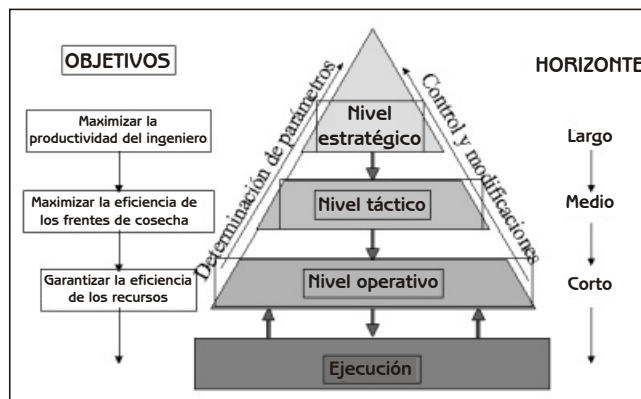 OBJETIVOS
HORIZONTE
Maximizar la
productividad del ingeniero
Maximizar la eficiencia de
los frentes de cosecha
Garantizar la eficiencia
de los recursos
Determinación de parámetros
Control y modificaciones
Nivel
estratégico
Nivel táctico
Nivel operativo
Ejecución
Largo
Medio
Corto